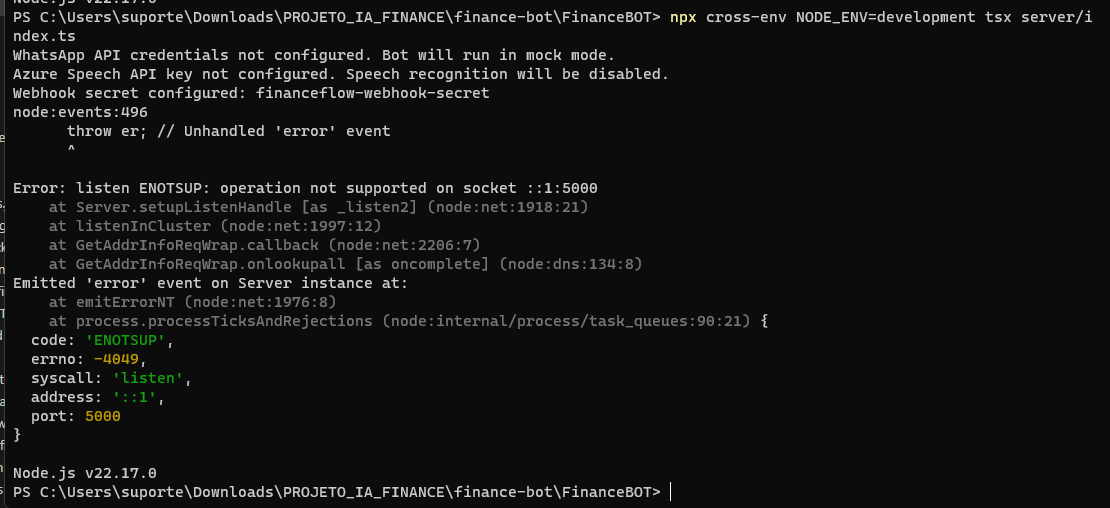 Node.js v22.17.0
PS C:\Users\suporte\Downloads\PROJETO_IA_FINANCE\finance-bot\FinanceBOT> npx cross-env NODE_ENV=development tsx server/i
ndex.ts
WhatsApp API credentials not configured. Bot will run in mock mode.
Azure Speech API key not configured. Speech recognition will be disabled.
Webhook secret configured: financeflow-webhook-secret
node:events:496
      throw er; // Unhandled 'error' event
      ^

Error: listen ENOTSUP: operation not supported on socket ::1:5000
    at Server.setupListenHandle [as _listen2] (node:net:1918:21)
    at listenInCluster (node:net:1997:12)
    at GetAddrInfoReqWrap.callback (node:net:2206:7)
    at GetAddrInfoReqWrap.onlookupall [as oncomplete] (node:dns:134:8)
Emitted 'error' event on Server instance at:
    at emitErrorNT (node:net:1976:8)
    at process.processTicksAndRejections (node:internal/process/task_queues:90:21) {
  code: 'ENOTSUP',
  errno: -4049,
  syscall: 'listen',
  address: '::1',
  port: 5000
}

Node.js v22.17.0
PS C:\Users\suporte\Downloads\PROJETO_IA_FINANCE\finance-bot\FinanceBOT>